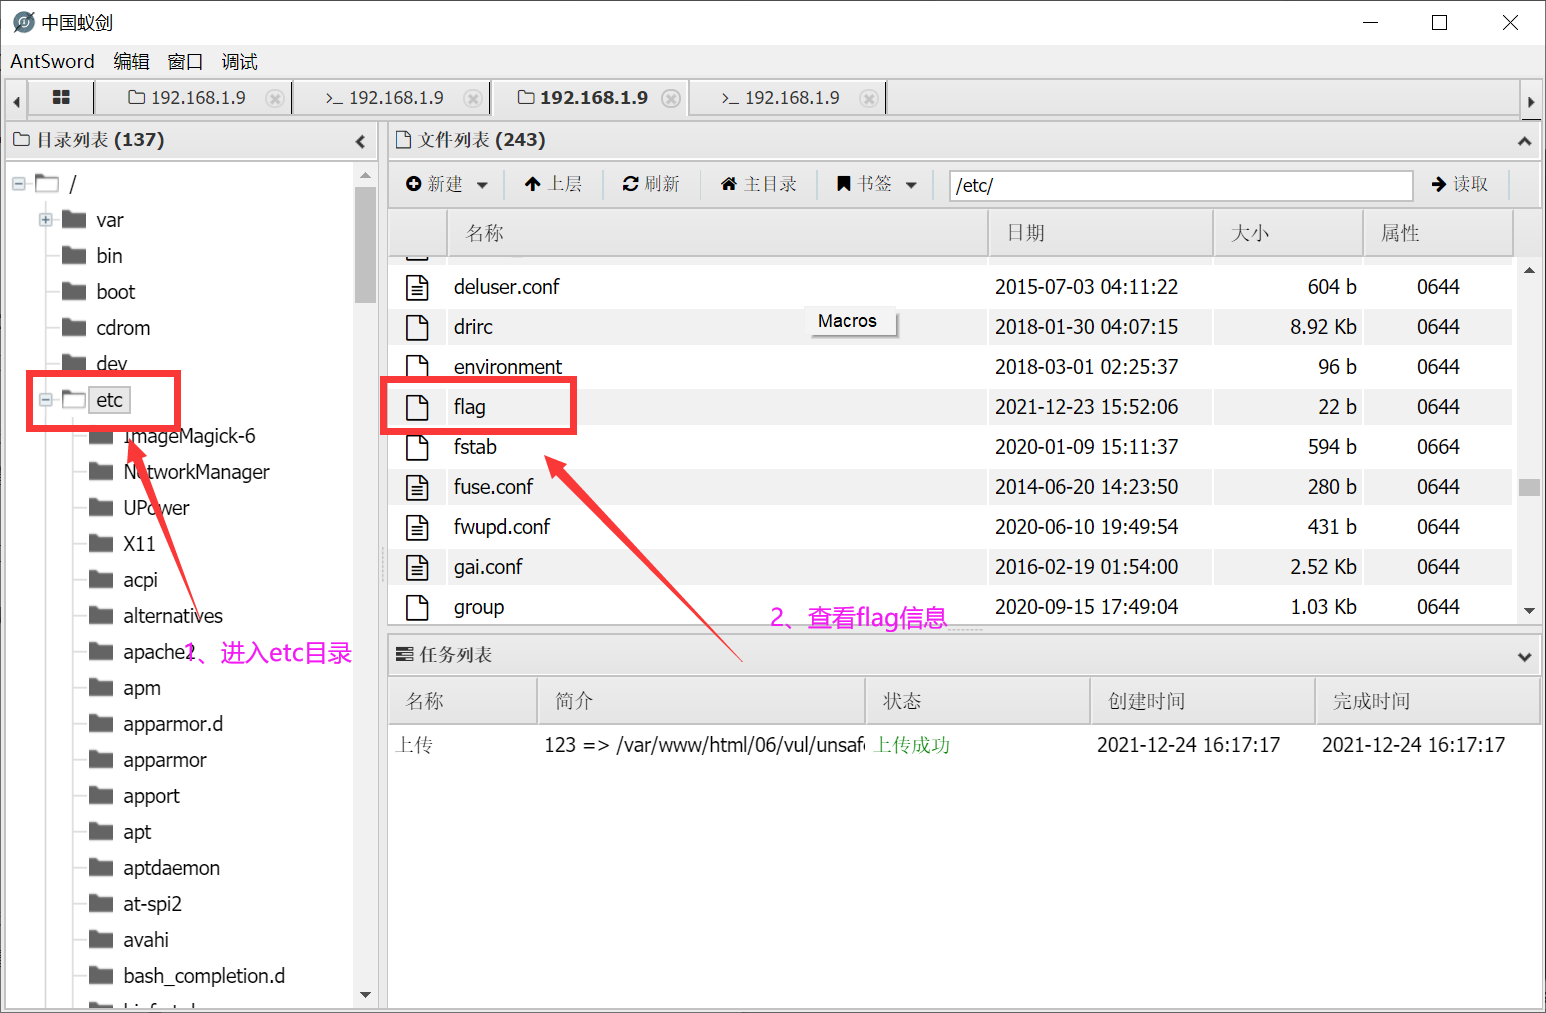 中国蚁剑
AntSword 编辑 窗口 调试
192.168.1.9 >_ 192.168.1.9 192.168.1.9 >_ 192.168.1.9
目录列表 (137)
/
var
bin
boot
cdrom
dev
etc
ImageMagick-6
NetworkManager
UPower
X11
acpi
alternatives
apache2
apm
apparmor.d
apparmor
apport
apt
aptdaemon
at-spi2
avahi
bash_completion.d
1、进入etc目录
文件列表 (243)
新建 上层 刷新 主目录 书签 /etc/ 读取
名称 日期 大小 属性
deluser.conf 2015-07-03 04:11:22 604 b 0644
drirc 2018-01-30 04:07:15 8.92 Kb 0644
Macros
environment 2018-03-01 02:25:37 96 b 0644
flag 2021-12-23 15:52:06 22 b 0644
fstab 2020-01-09 15:11:37 594 b 0664
fuse.conf 2014-06-20 14:23:50 280 b 0644
fwupd.conf 2020-06-10 19:49:54 431 b 0644
gai.conf 2016-02-19 01:54:00 2.52 Kb 0644
group 2020-09-15 17:49:04 1.03 Kb 0644
2、查看flag信息
任务列表
名称 简介 状态 创建时间 完成时间
上传 123 => /var/www/html/06/vul/unsafe 上传成功 2021-12-24 16:17:17 2021-12-24 16:17:17